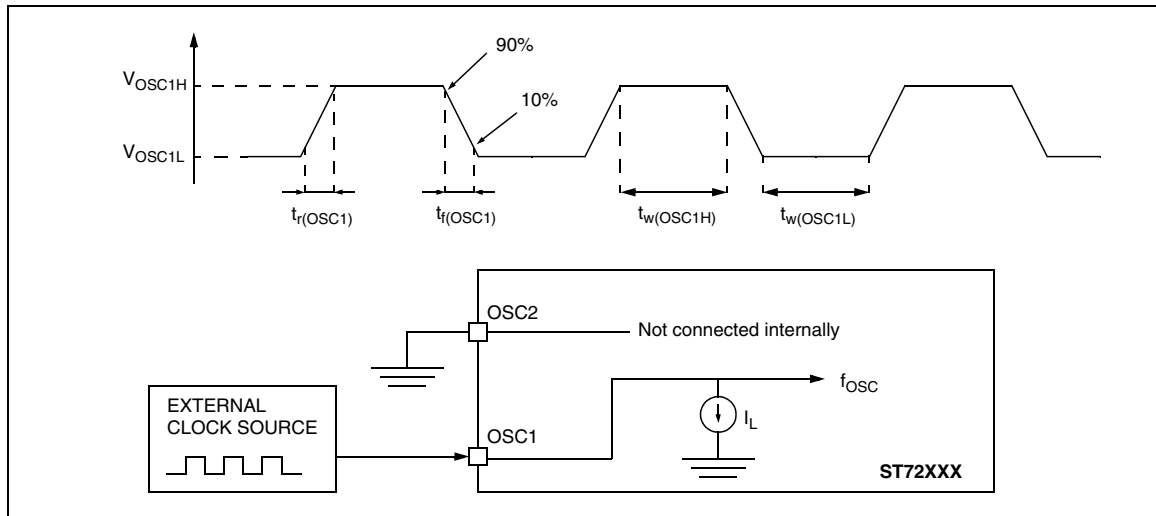 90%
V_OSC1H
10%
V_OSC1L
t_r(OSC1)
t_f(OSC1)
t_w(OSC1H)
t_w(OSC1L)
OSC2
Not connected internally
f_OSC
EXTERNAL
CLOCK SOURCE
I_L
OSC1
ST72XXX